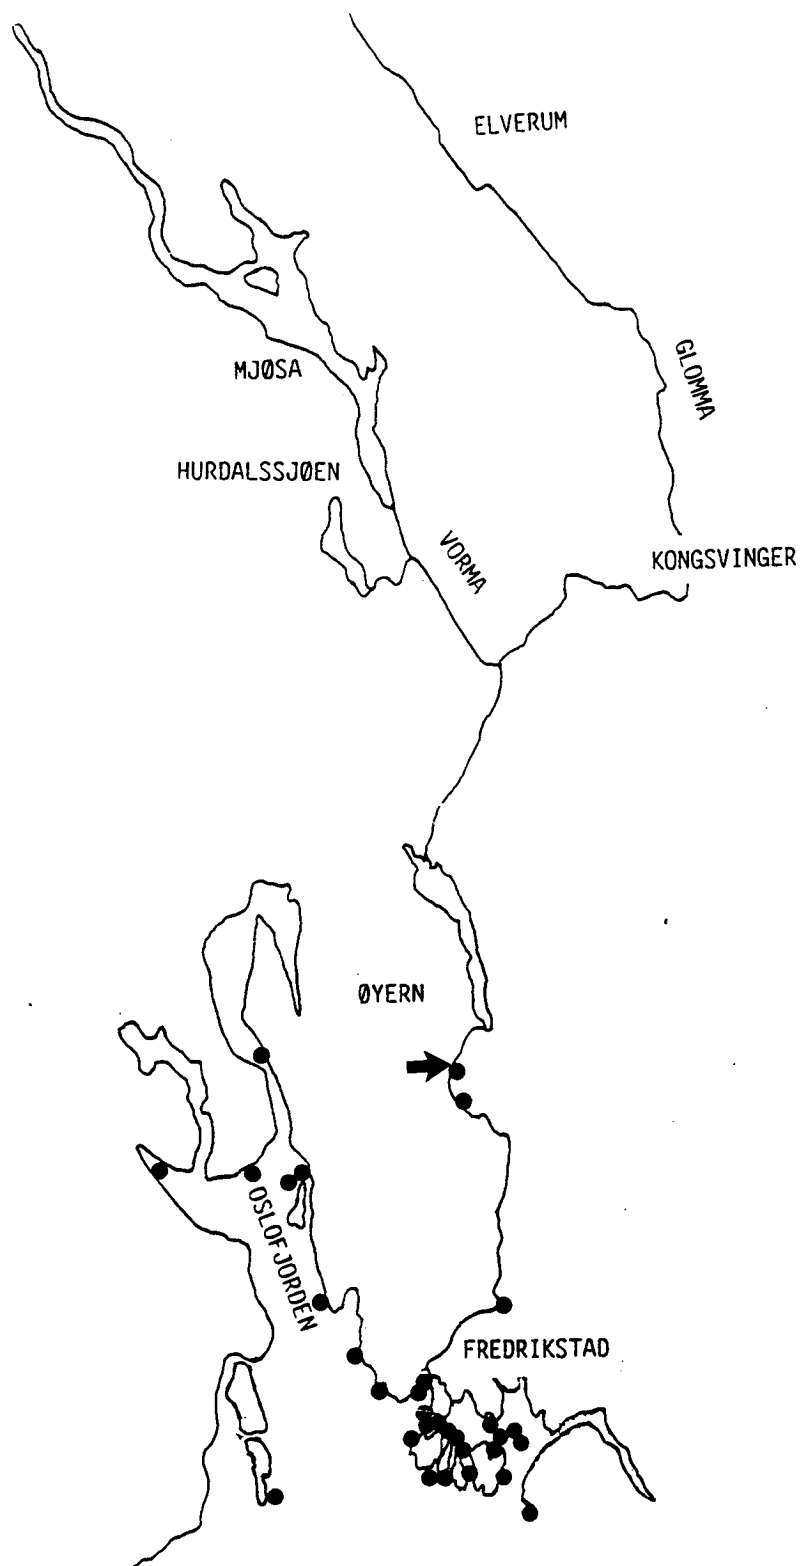 ELVERUM
GLOMMA
MJØSA
HURDALSSJØEN
VORMA
KONGSVINGER
ØYERN
OSLOFJORDEN
FREDRIKSTAD